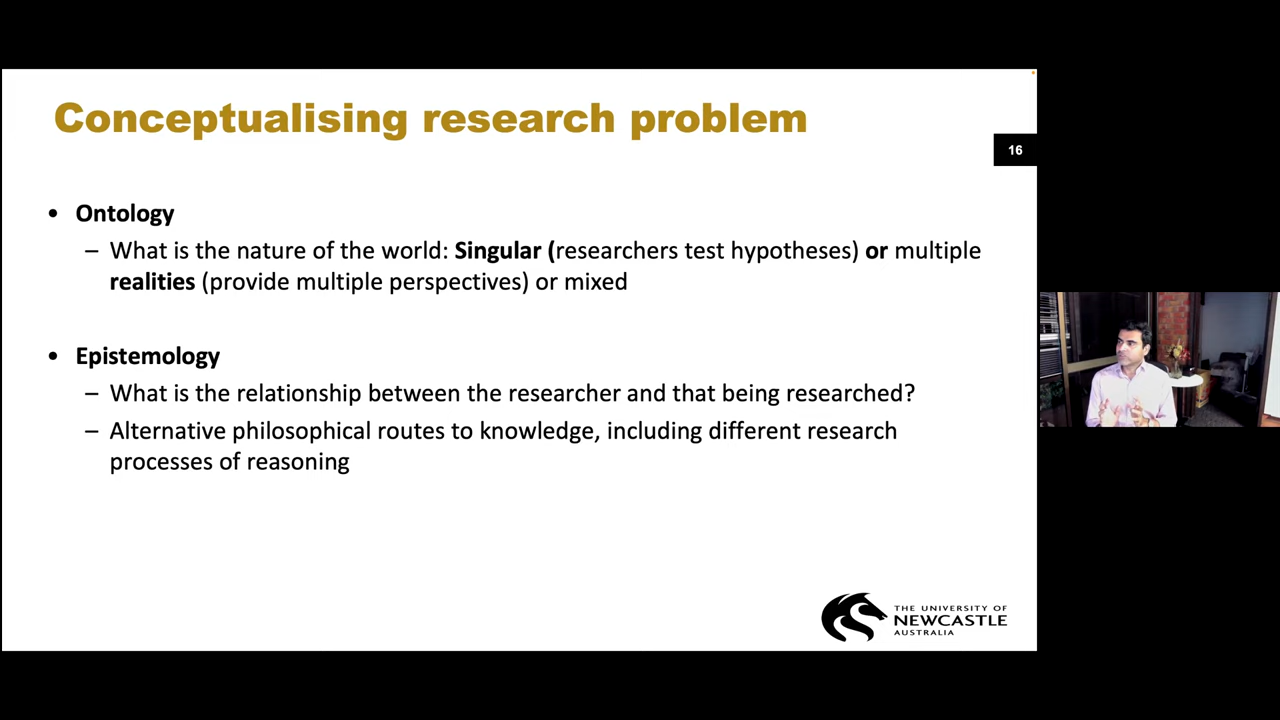 Conceptualising research problem
16
• Ontology
– What is the nature of the world: Singular (researchers test hypotheses) or multiple
realities (provide multiple perspectives) or mixed
• Epistemology
– What is the relationship between the researcher and that being researched?
– Alternative philosophical routes to knowledge, including different research
processes of reasoning
THE UNIVERSITY OF
NEWCASTLE
AUSTRALIA